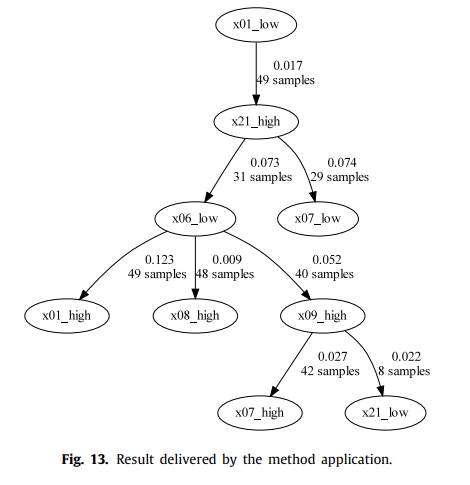 x01_low
0.017
49 samples
x21_high
0.073
31 samples
0.074
29 samples
x06_low
x07_low
0.123
49 samples
0.009
48 samples
0.052
40 samples
x01_high
x08_high
x09_high
0.027
42 samples
0.022
8 samples
x07_high
x21_low
Fig. 13. Result delivered by the method application.